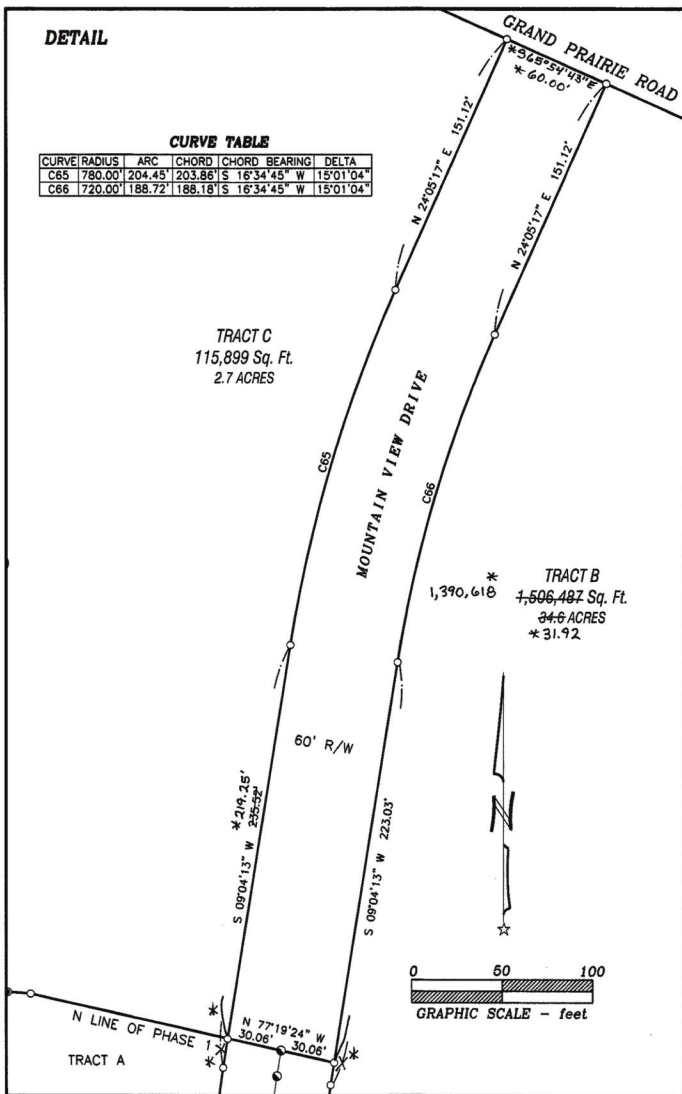 DETAIL
GRAND PRAIRIE ROAD
*S65°54'43"E
*60.00'
CURVE TABLE
CURVE RADIUS ARC CHORD CHORD BEARING DELTA
C65 780.00' 204.45' 203.86' S 16°34'45" W 15°01'04"
C66 720.00' 188.72' 188.18' S 16°34'45" W 15°01'04"
N 24°05'17" E 151.12'
N 24°05'17" E 151.12'
TRACT C
115,899 Sq. Ft.
2.7 ACRES
MOUNTAIN VIEW DRIVE
C65
C66
*
1,390,618
TRACT B
1,506,487 Sq. Ft.
34.6 ACRES
*31.92
60' R/W
*219.25'
235.52'
S 09°04'13" W
S 09°04'13" W 223.03'
N
0 50 100
GRAPHIC SCALE - feet
N LINE OF PHASE 1
N 77°19'24" W
30.06' 30.06'
*
*
*
TRACT A